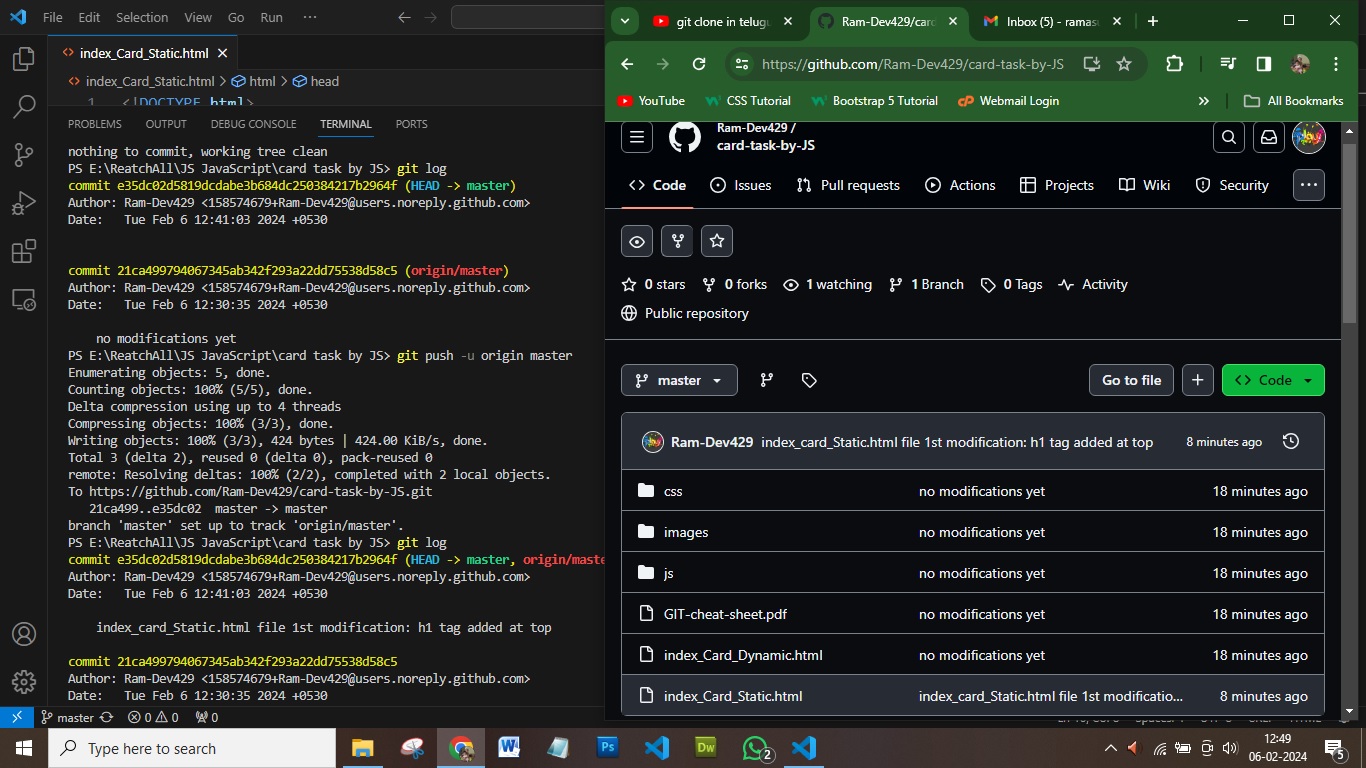 File Edit Selection View Go Run ···
index_Card_Static.html
index_Card_Static.html > html > head
1 <!DOCTYPE html>
PROBLEMS OUTPUT DEBUG CONSOLE TERMINAL PORTS
nothing to commit, working tree clean
PS E:\ReatchAll\JS JavaScript\card task by JS> git log
commit e35dc02d5819dcdabe3b684dc250384217b2964f (HEAD -> master)
Author: Ram-Dev429 <158574679+Ram-Dev429@users.noreply.github.com>
Date:   Tue Feb 6 12:41:03 2024 +0530
commit 21ca499794067345ab342f293a22dd75538d58c5 (origin/master)
Author: Ram-Dev429 <158574679+Ram-Dev429@users.noreply.github.com>
Date:   Tue Feb 6 12:30:35 2024 +0530
no modifications yet
PS E:\ReatchAll\JS JavaScript\card task by JS> git push -u origin master
Enumerating objects: 5, done.
Counting objects: 100% (5/5), done.
Delta compression using up to 4 threads
Compressing objects: 100% (3/3), done.
Writing objects: 100% (3/3), 424 bytes | 424.00 KiB/s, done.
Total 3 (delta 2), reused 0 (delta 0), pack-reused 0
remote: Resolving deltas: 100% (2/2), completed with 2 local objects.
To https://github.com/Ram-Dev429/card-task-by-JS.git
21ca499..e35dc02  master -> master
branch 'master' set up to track 'origin/master'.
PS E:\ReatchAll\JS JavaScript\card task by JS> git log
commit e35dc02d5819dcdabe3b684dc250384217b2964f (HEAD -> master, origin/maste
Author: Ram-Dev429 <158574679+Ram-Dev429@users.noreply.github.com>
Date:   Tue Feb 6 12:41:03 2024 +0530
index_card_Static.html file 1st modification: h1 tag added at top
commit 21ca499794067345ab342f293a22dd75538d58c5
Author: Ram-Dev429 <158574679+Ram-Dev429@users.noreply.github.com>
Date:   Tue Feb 6 12:30:35 2024 +0530
master 0 0 0
git clone in telugu
Ram-Dev429/card
Inbox (5) - ramasu
https://github.com/Ram-Dev429/card-task-by-JS
YouTube CSS Tutorial Bootstrap 5 Tutorial Webmail Login » All Bookmarks
Ram-Dev429 /
card-task-by-JS
Code Issues Pull requests Actions Projects Wiki Security ···
0 stars 0 forks 1 watching 1 Branch 0 Tags Activity
Public repository
master Go to file + Code
Ram-Dev429 index_card_Static.html file 1st modification: h1 tag added at top 8 minutes ago
css no modifications yet 18 minutes ago
images no modifications yet 18 minutes ago
js no modifications yet 18 minutes ago
GIT-cheat-sheet.pdf no modifications yet 18 minutes ago
index_Card_Dynamic.html no modifications yet 18 minutes ago
index_Card_Static.html index_card_Static.html file 1st modificatio... 8 minutes ago
Type here to search
Ps
Dw
2
12:49
06-02-2024
5